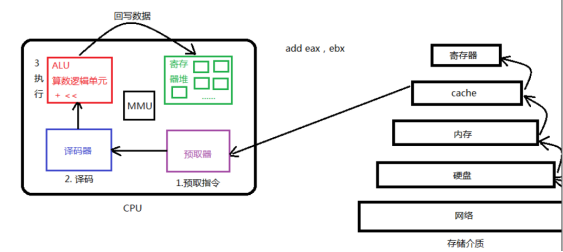 回写数据
3
执
行
ALU
算数逻辑单元
+ <<
寄存
器堆
......
MMU
译码器
预取器
2. 译码
1.预取指令
CPU
add eax , ebx
寄存器
cache
内存
硬盘
网络
存储介质